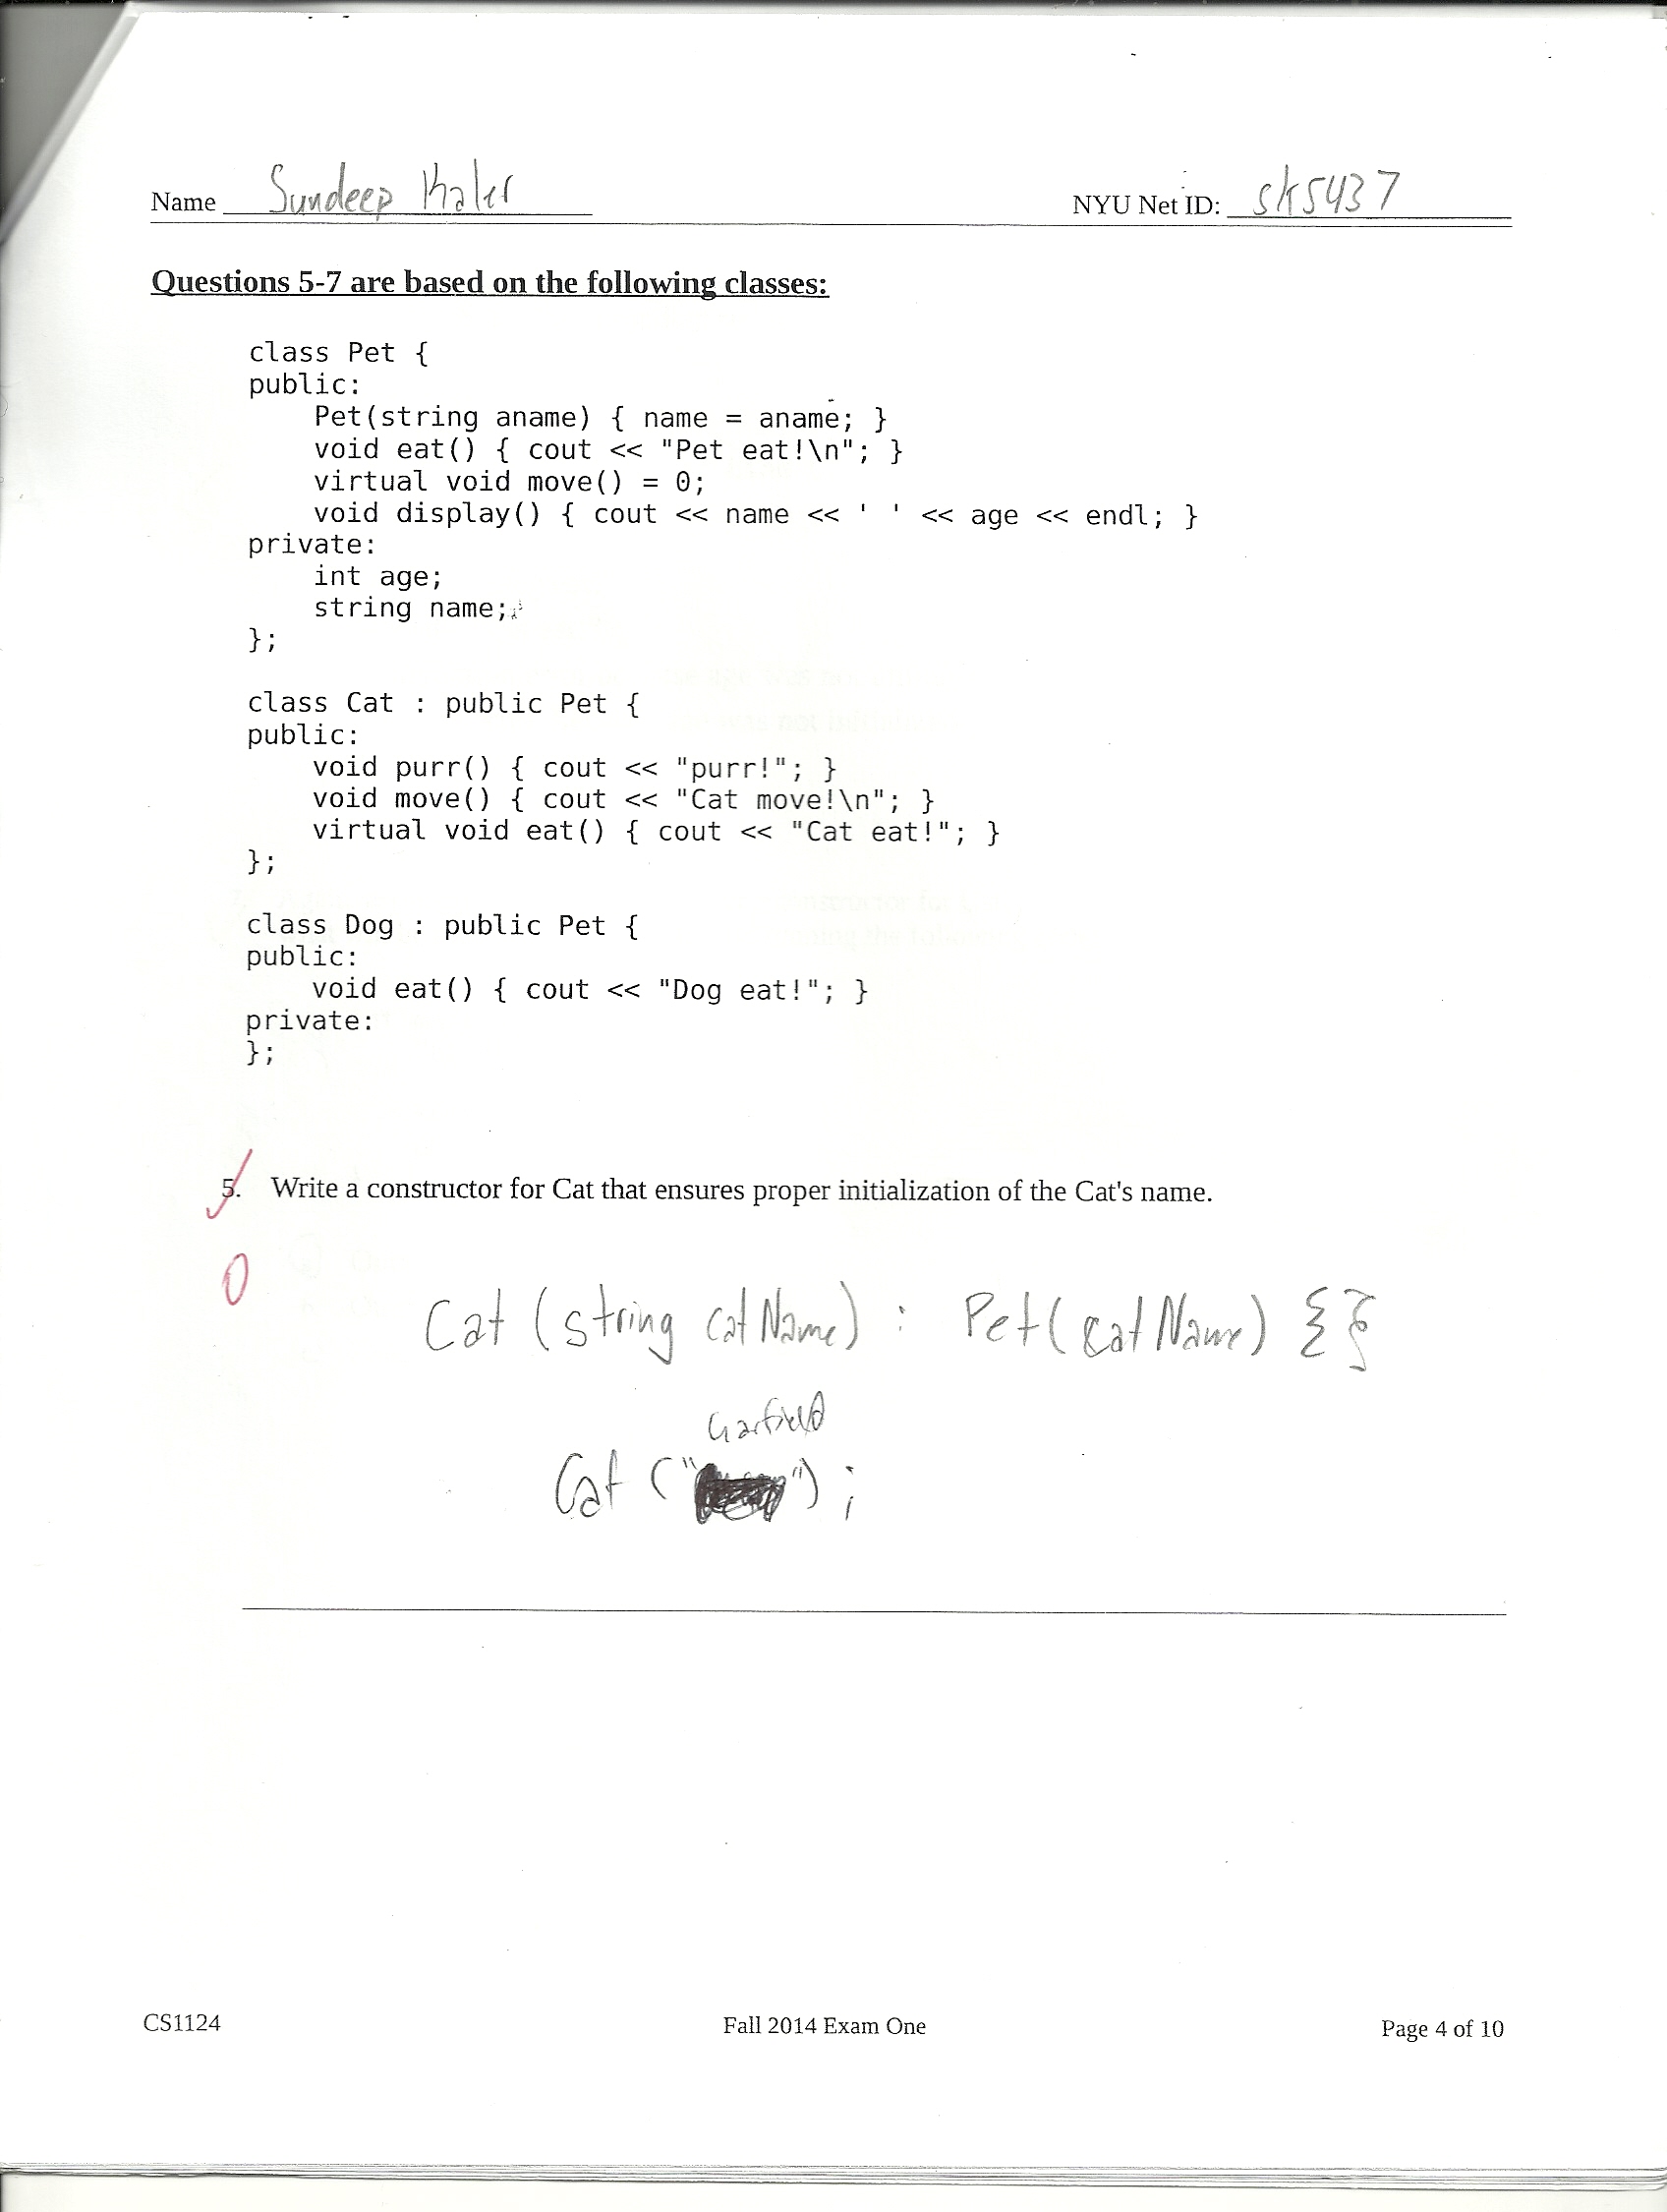 Name Sundeep Kaler NYU Net ID: sk5437
Questions 5-7 are based on the following classes:
class Pet {
public:
    Pet(string aname) { name = aname; }
    void eat() { cout << "Pet eat!\n"; }
    virtual void move() = 0;
    void display() { cout << name << ' ' << age << endl; }
private:
    int age;
    string name;
};
class Cat : public Pet {
public:
    void purr() { cout << "purr!"; }
    void move() { cout << "Cat move!\n"; }
    virtual void eat() { cout << "Cat eat!"; }
};
class Dog : public Pet {
public:
    void eat() { cout << "Dog eat!"; }
private:
};
5. Write a constructor for Cat that ensures proper initialization of the Cat's name.
0
Cat (string catName) : Pet(catName) {}
Garfield
Cat (" ");
CS1124 Fall 2014 Exam One Page 4 of 10